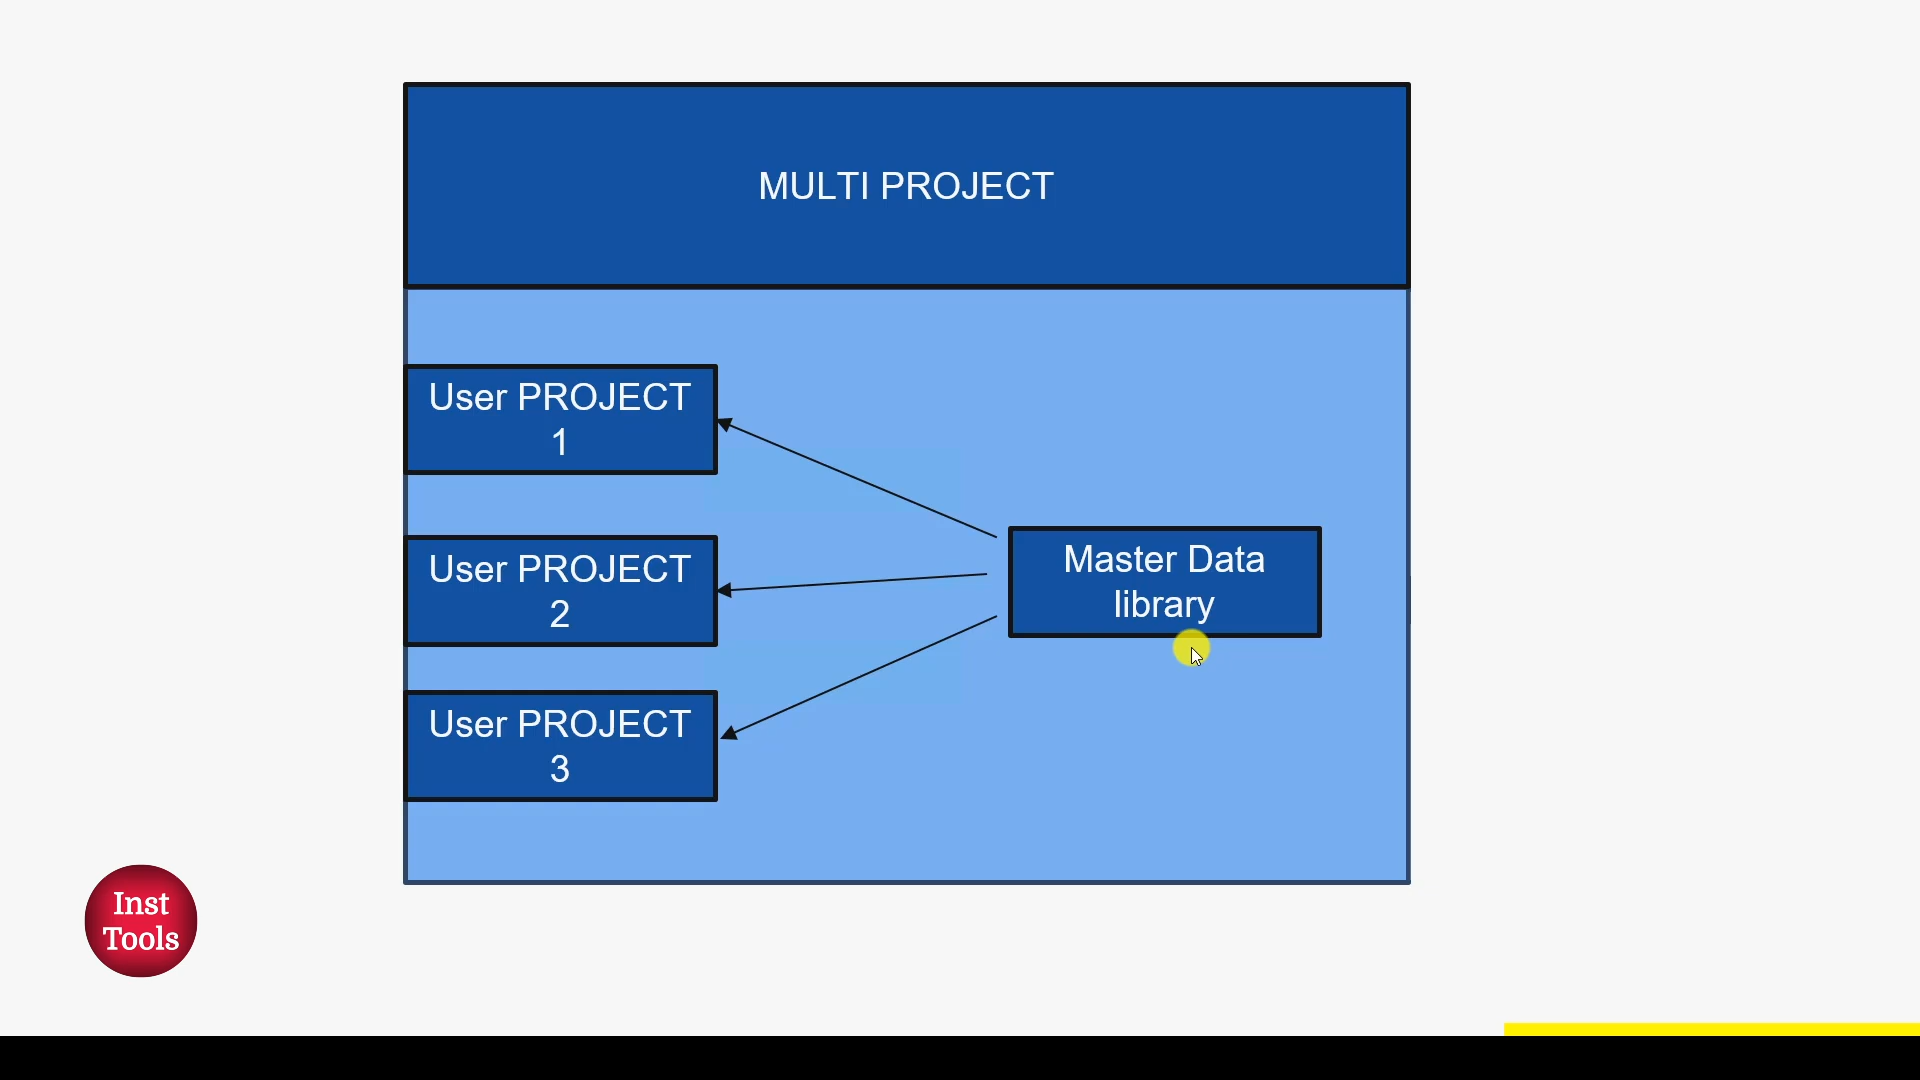 MULTI PROJECT
User PROJECT
1
User PROJECT
2
User PROJECT
3
Master Data
library
Inst
Tools